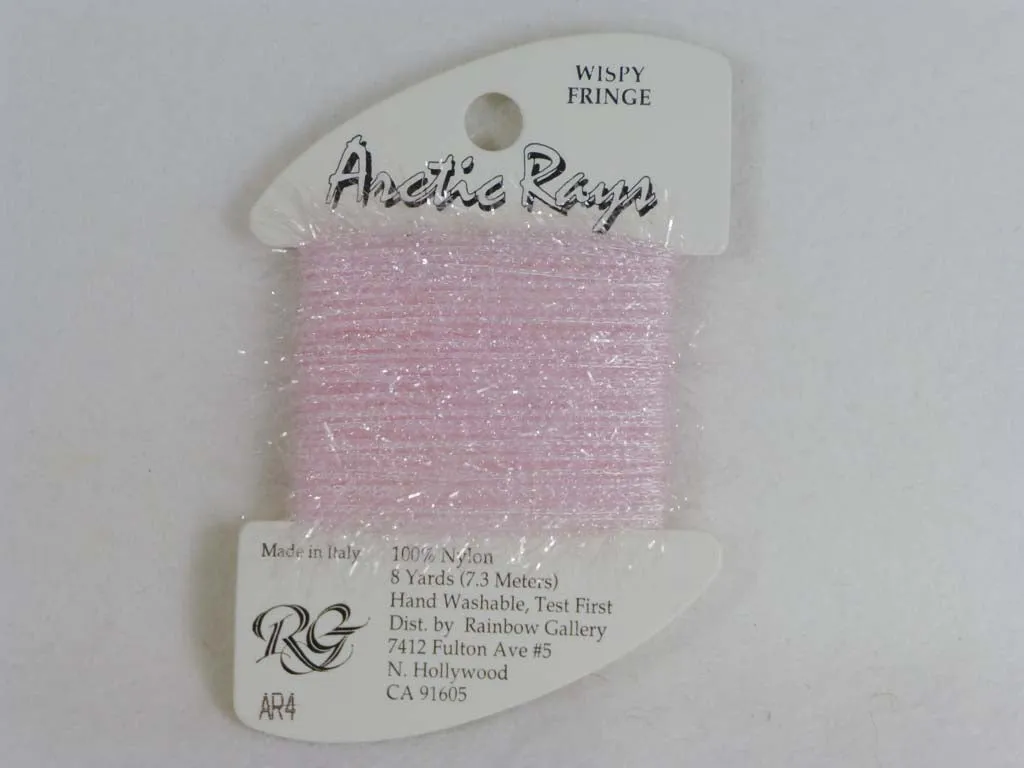 WISPY
FRINGE
Arctic Rays
Made in Italy
100% Nylon
8 Yards (7.3 Meters)
Hand Washable, Test First
Dist. by Rainbow Gallery
7412 Fulton Ave #5
N. Hollywood
CA 91605
RG
AR4